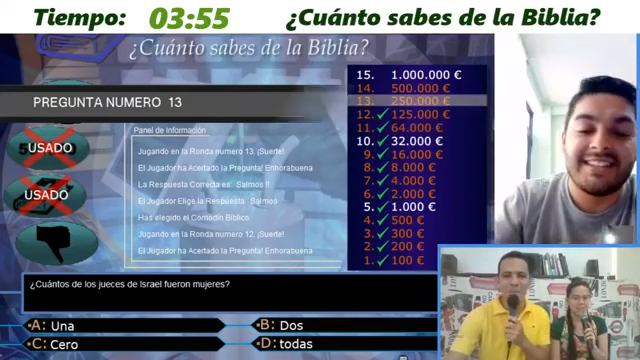 Tiempo: 03:55 ¿Cuánto sabes de la Biblia?
¿Cuánto sabes de la Biblia?
PREGUNTA NUMERO 13
USADO
USADO
Panel de Información
Jugando en la Ronda numero 13. ¡Suerte!
El Jugador ha Acertado la Pregunta! Enhorabuena
La Respuesta Correcta es: Salmos !!
El Jugador Elige la Respuesta: Salmos
Has elegido el Comodín Bíblico
Jugando en la Ronda numero 12. ¡Suerte!
El Jugador ha Acertado la Pregunta! Enhorabuena
15. 1.000.000 €
14. 500.000 €
13. 250.000 €
12. ✓ 125.000 €
11. ✓ 64.000 €
10. ✓ 32.000 €
9. ✓ 16.000 €
8. ✓ 8.000 €
7. ✓ 4.000 €
6. ✓ 2.000 €
5. ✓ 1.000 €
4. ✓ 500 €
3. ✓ 300 €
2. ✓ 200 €
1. ✓ 100 €
¿Cuántos de los jueces de Israel fueron mujeres?
A: Una
B: Dos
C: Cero
D: todas